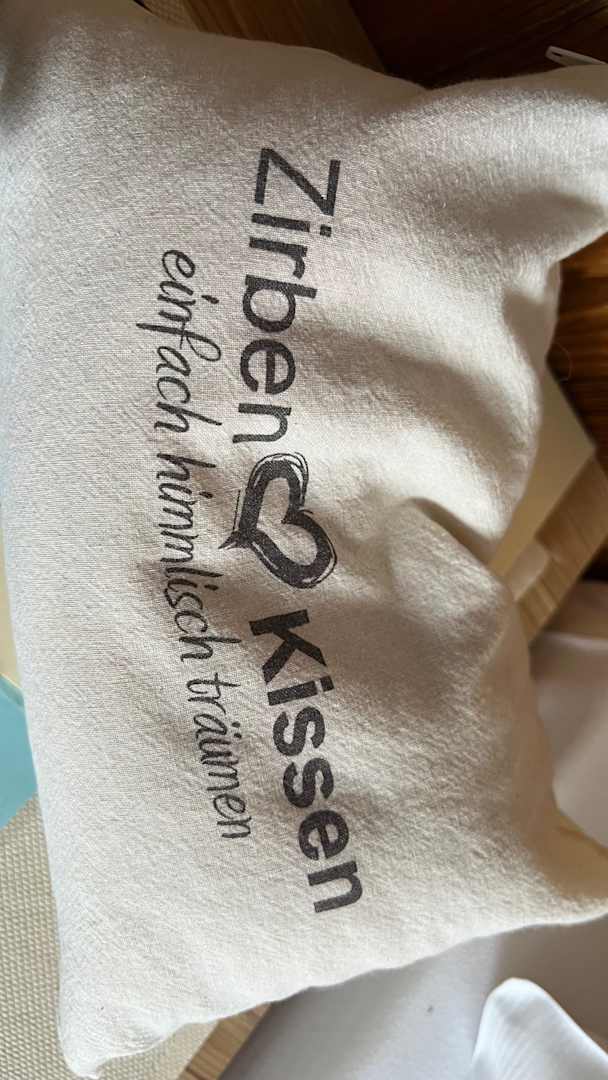 Zirben Kissen
einfach himmlisch träumen